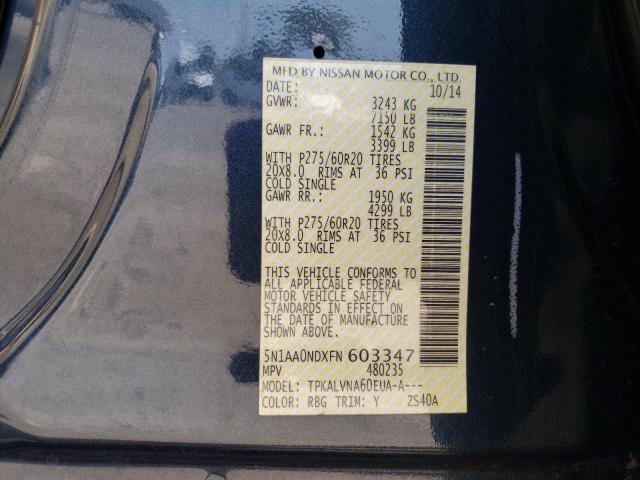 MFD BY NISSAN MOTOR CO., LTD.
DATE: 10/14
GVWR: 3243 KG
7150 LB
GAWR FR.: 1542 KG
3399 LB
WITH P275/60R20 TIRES
20X8.0 RIMS AT 36 PSI
COLD SINGLE
GAWR RR.: 1950 KG
4299 LB
WITH P275/60R20 TIRES
20X8.0 RIMS AT 36 PSI
COLD SINGLE
THIS VEHICLE CONFORMS TO
ALL APPLICABLE FEDERAL
MOTOR VEHICLE SAFETY
STANDARDS IN EFFECT ON
THE DATE OF MANUFACTURE
SHOWN ABOVE.
5N1AA0NDXFN 603347
MPV 480235
MODEL: TPKALVNA60EUA-A---
COLOR: RBG TRIM: Y ZS40A